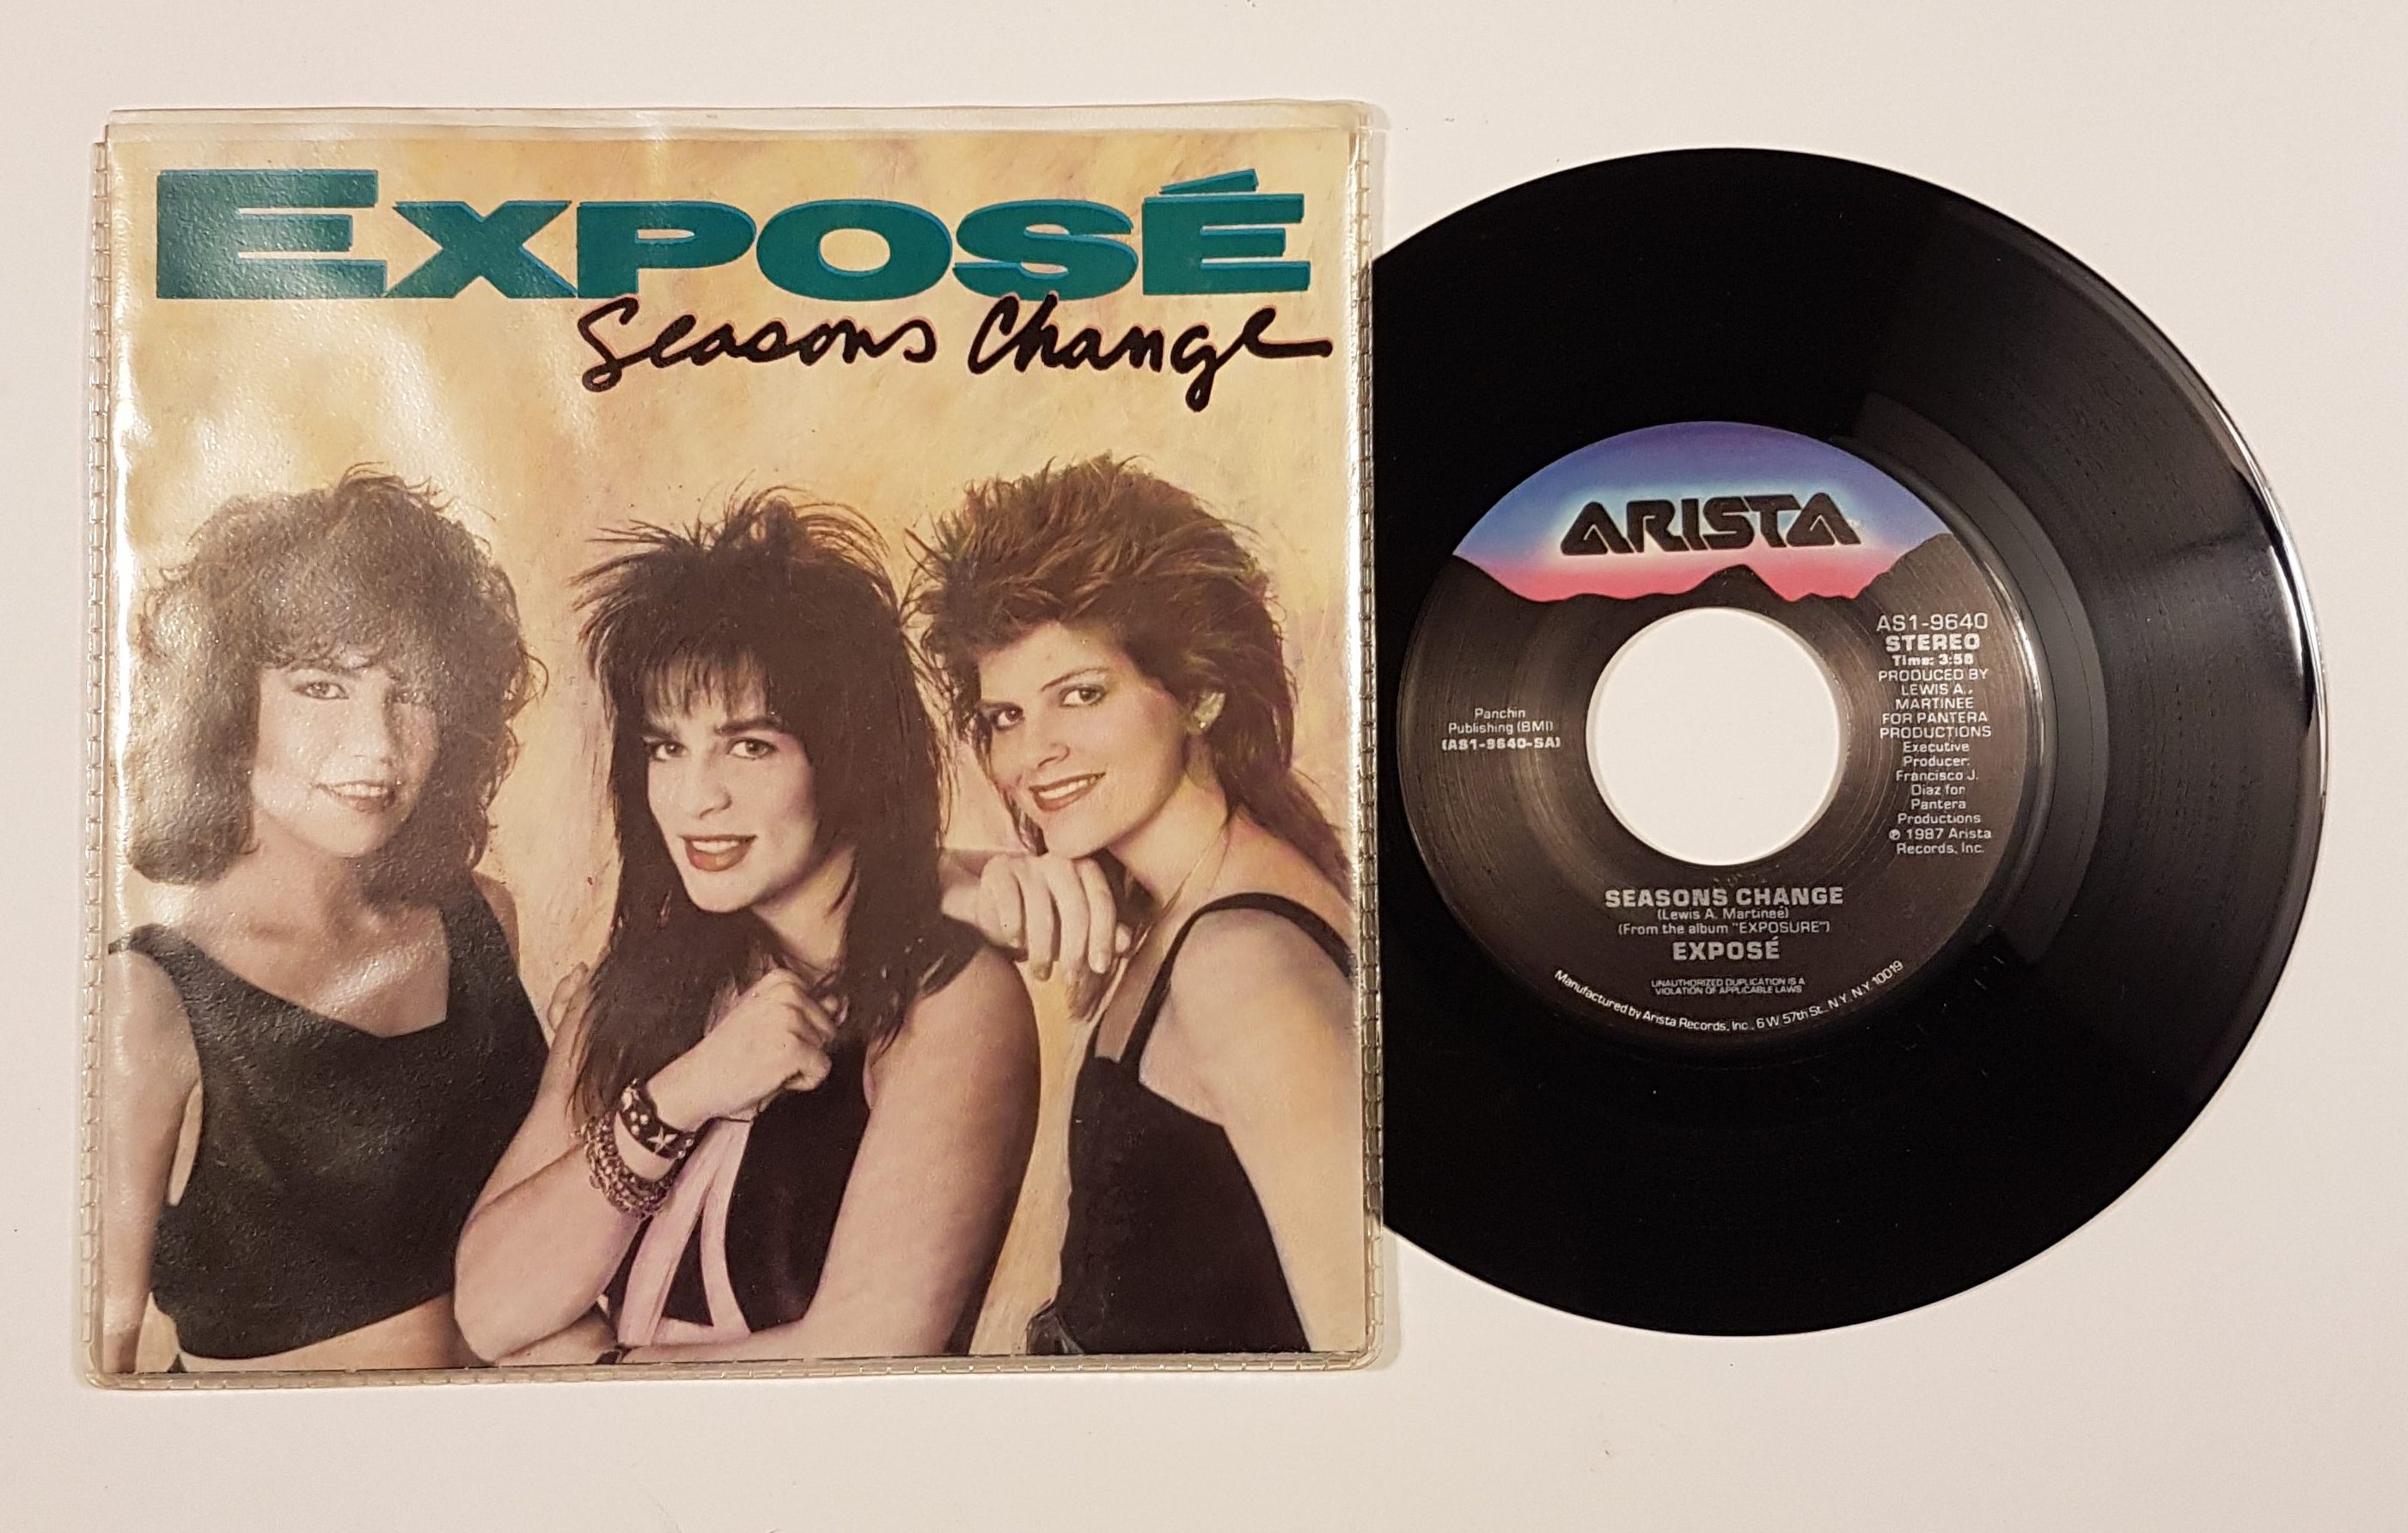 EXPOSÉ
Seasons Change
ARISTA
AS1-9640
STEREO
Time: 3:58
PRODUCED BY
LEWIS A.
MARTINEE
FOR PANTERA
PRODUCTIONS
Executive
Producer:
Francisco J.
Diaz for
Pantera
Productions
℗ 1987 Arista
Records, Inc.
Panchin
Publishing (BMI)
(AS1-9640-SA)
SEASONS CHANGE
(Lewis A. Martineé)
(From the album "EXPOSURE")
EXPOSÉ
UNAUTHORIZED DUPLICATION IS A
VIOLATION OF APPLICABLE LAWS
Manufactured by Arista Records, Inc., 6 W. 57th St., N.Y. N.Y. 10019